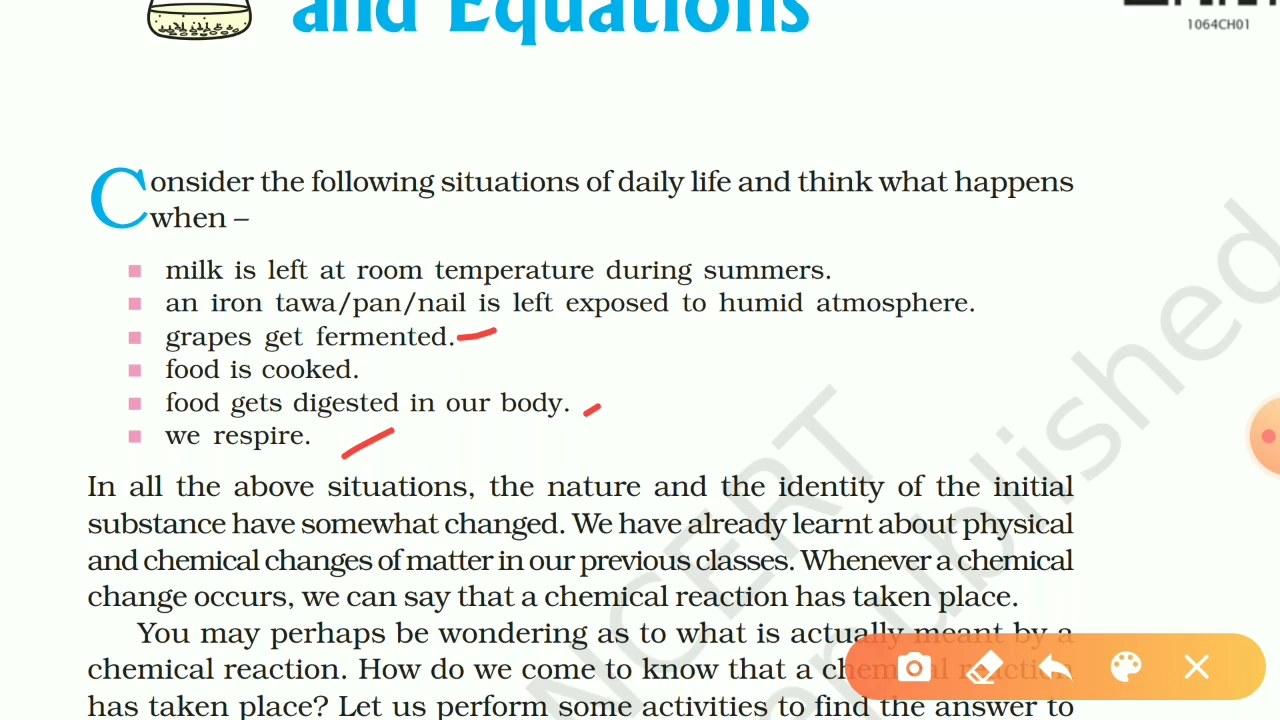 and Equations
1064CH01
Consider the following situations of daily life and think what happens
when –
milk is left at room temperature during summers.
an iron tawa/pan/nail is left exposed to humid atmosphere.
grapes get fermented.
food is cooked.
food gets digested in our body.
we respire.
In all the above situations, the nature and the identity of the initial
substance have somewhat changed. We have already learnt about physical
and chemical changes of matter in our previous classes. Whenever a chemical
change occurs, we can say that a chemical reaction has taken place.
You may perhaps be wondering as to what is actually meant by a
chemical reaction. How do we come to know that a chemical reaction
has taken place? Let us perform some activities to find the answer to
NCERT
published